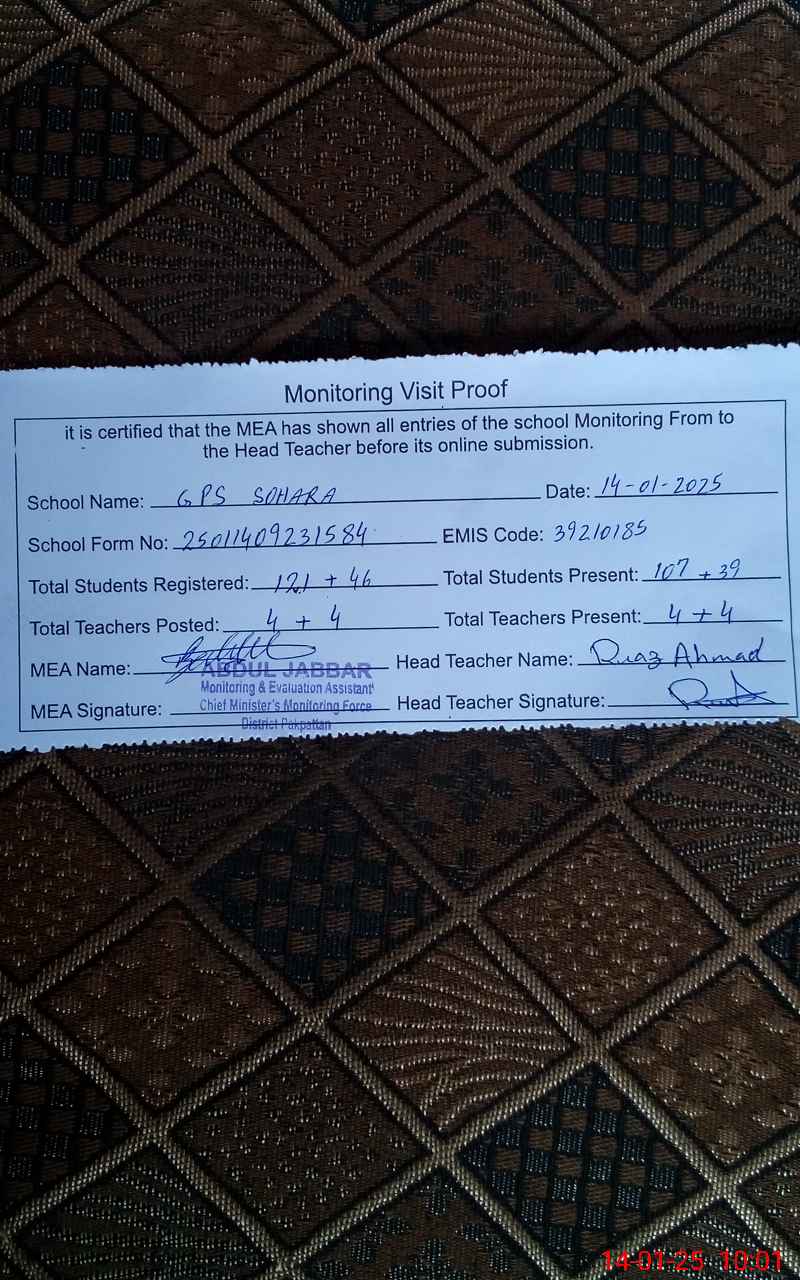 Monitoring Visit Proof
it is certified that the MEA has shown all entries of the school Monitoring From to
the Head Teacher before its online submission.
School Name: GPS SOHARA Date: 14-01-2025
School Form No: 25011409231584 EMIS Code: 39210185
Total Students Registered: 121 + 46 Total Students Present: 107 + 39
Total Teachers Posted: 4 + 4 Total Teachers Present: 4 + 4
MEA Name: ABDUL JABBAR Head Teacher Name: Riaz Ahmad
Monitoring & Evaluation Assistant
MEA Signature: Chief Minister's Monitoring Force Head Teacher Signature:
District Pakpattan
14-01-25 10:01